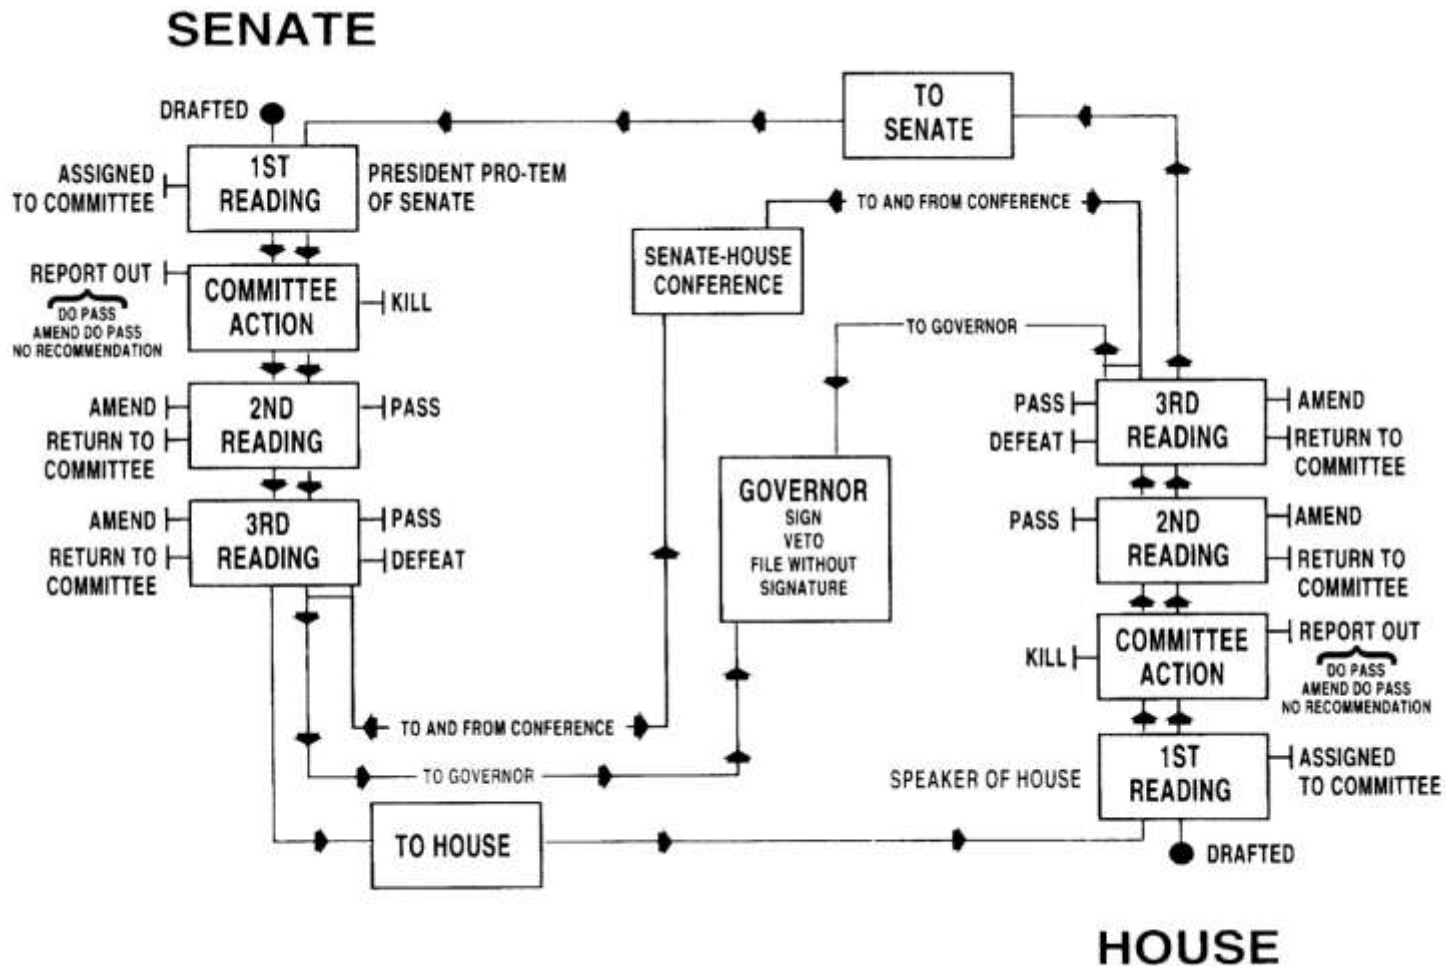 SENATE
DRAFTED
TO
SENATE
1ST
READING
ASSIGNED
TO COMMITTEE
PRESIDENT PRO-TEM
OF SENATE
TO AND FROM CONFERENCE
SENATE-HOUSE
CONFERENCE
REPORT OUT
DO PASS
AMEND DO PASS
NO RECOMMENDATION
COMMITTEE
ACTION
KILL
TO GOVERNOR
AMEND
RETURN TO
COMMITTEE
2ND
READING
PASS
PASS
DEFEAT
3RD
READING
AMEND
RETURN TO
COMMITTEE
GOVERNOR
SIGN
VETO
FILE WITHOUT
SIGNATURE
AMEND
RETURN TO
COMMITTEE
3RD
READING
PASS
DEFEAT
PASS
2ND
READING
AMEND
RETURN TO
COMMITTEE
KILL
COMMITTEE
ACTION
REPORT OUT
DO PASS
AMEND DO PASS
NO RECOMMENDATION
TO AND FROM CONFERENCE
TO GOVERNOR
SPEAKER OF HOUSE
1ST
READING
ASSIGNED
TO COMMITTEE
TO HOUSE
DRAFTED
HOUSE